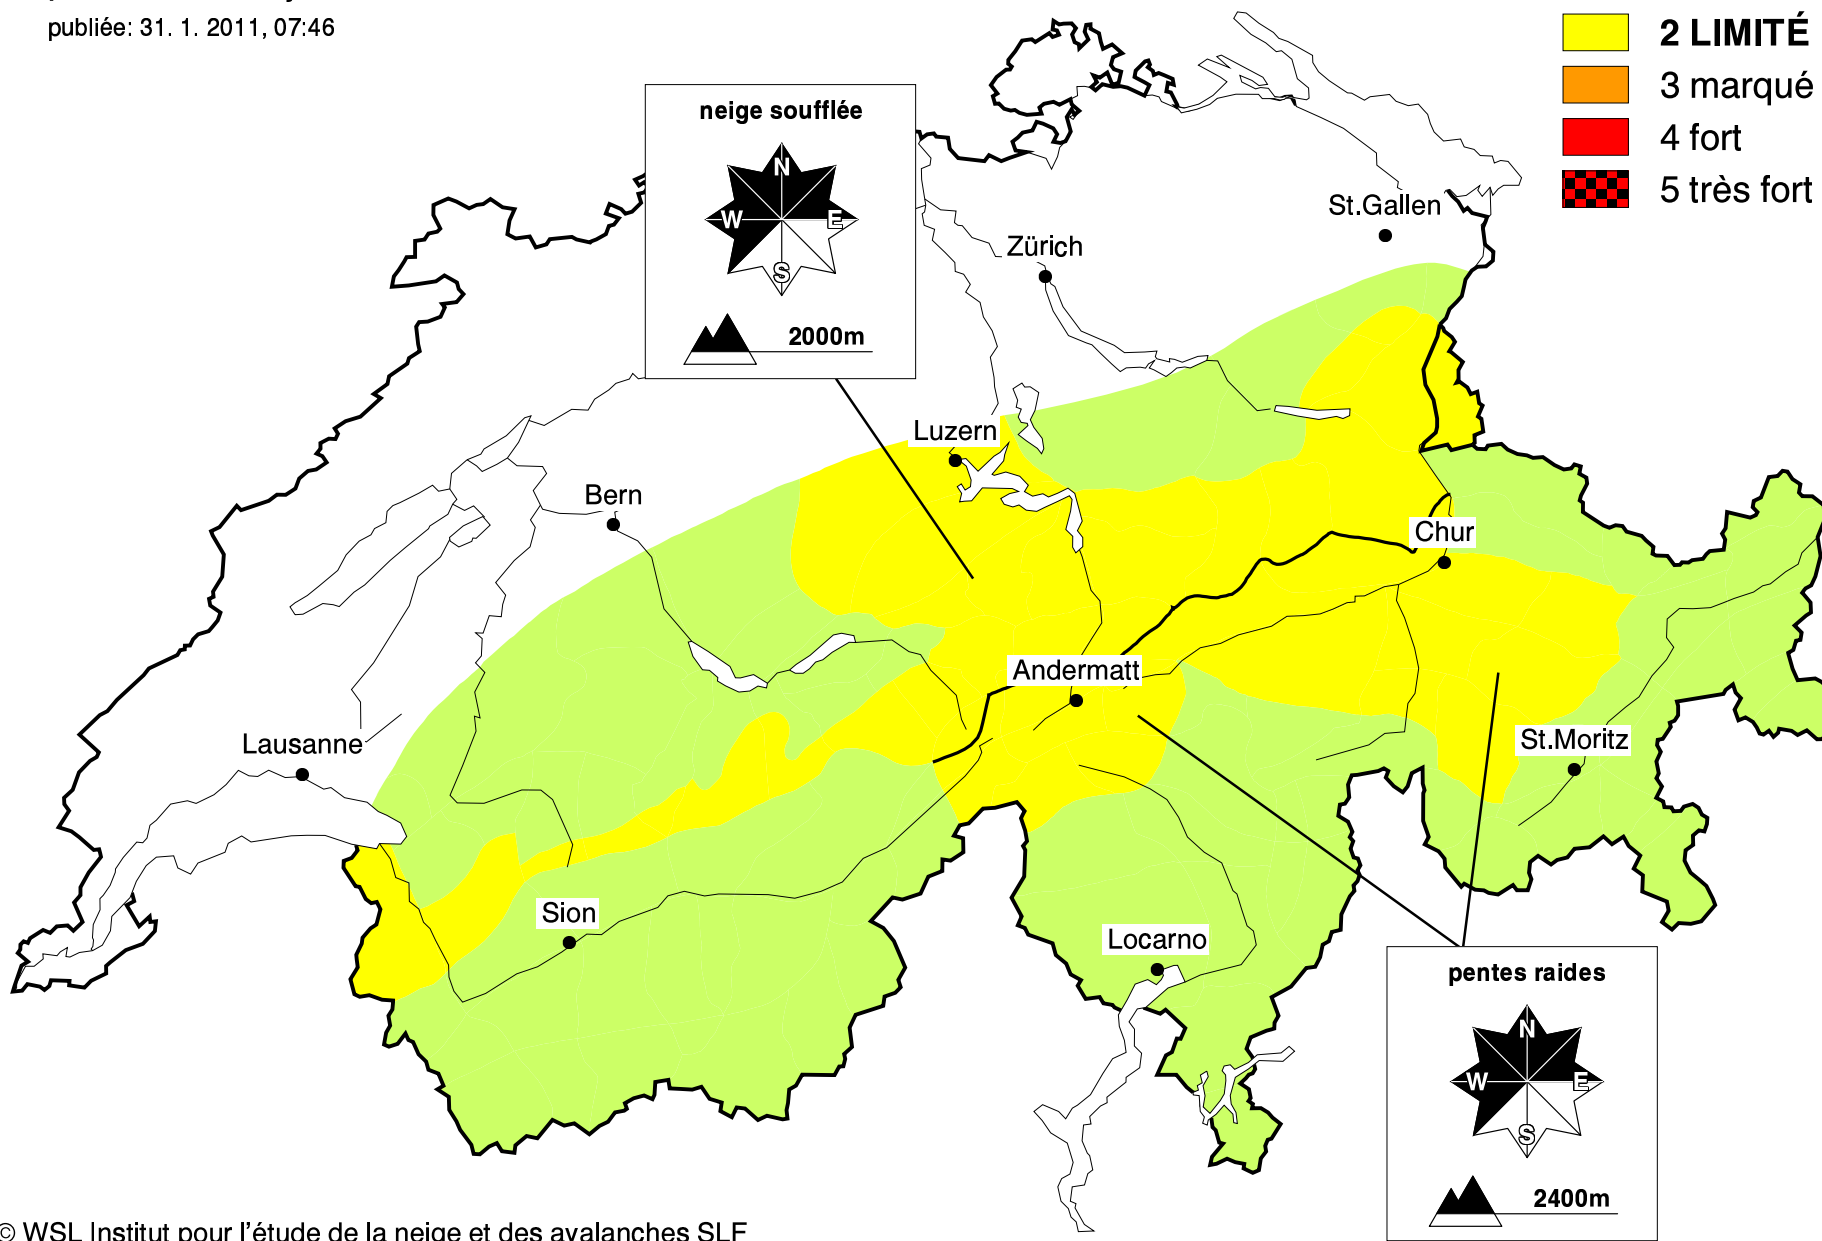 publiée: 31. 1. 2011, 07:46
2 LIMITÉ
3 marqué
4 fort
5 très fort
neige soufflée
N
W
E
S
2000m
St.Gallen
Zürich
Luzern
Bern
Chur
Andermatt
Lausanne
St.Moritz
Sion
Locarno
pentes raides
N
W
E
S
2400m
© WSL Institut pour l'étude de la neige et des avalanches SLF